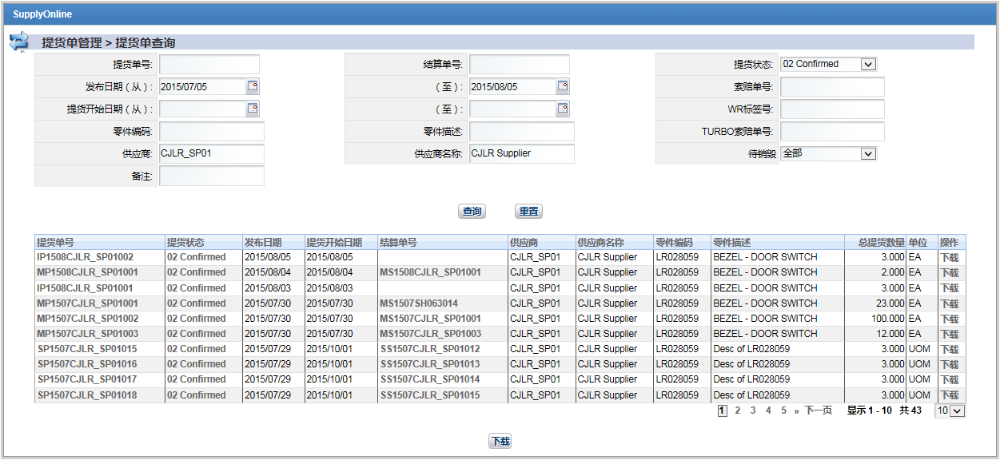 SupplyOnline
提货单管理 > 提货单查询
提货单号: 结算单号: 提货状态: 02 Confirmed
发布日期（从）: 2015/07/05 （至）: 2015/08/05 索赔单号:
提货开始日期（从）: （至）: WR标签号:
零件编码: 零件描述: TURBO索赔单号:
供应商: CJLR_SP01 供应商名称: CJLR Supplier 待销毁 全部
备注:
查询 重置
提货单号 提货状态 发布日期 提货开始日期 结算单号 供应商 供应商名称 零件编码 零件描述 总提货数量 单位 操作
IP1508CJLR_SP01002 02 Confirmed 2015/08/05 2015/08/05 CJLR_SP01 CJLR Supplier LR028059 BEZEL - DOOR SWITCH 3.000 EA 下载
MP1508CJLR_SP01001 02 Confirmed 2015/08/04 2015/08/04 MS1508CJLR_SP01001 CJLR_SP01 CJLR Supplier LR028059 BEZEL - DOOR SWITCH 2.000 EA 下载
IP1508CJLR_SP01001 02 Confirmed 2015/08/03 2015/08/03 CJLR_SP01 CJLR Supplier LR028059 BEZEL - DOOR SWITCH 3.000 EA 下载
MP1507CJLR_SP01001 02 Confirmed 2015/07/30 2015/07/30 MS1507SH063014 CJLR_SP01 CJLR Supplier LR028059 BEZEL - DOOR SWITCH 23.000 EA 下载
MP1507CJLR_SP01002 02 Confirmed 2015/07/30 2015/07/30 MS1507CJLR_SP01001 CJLR_SP01 CJLR Supplier LR028059 BEZEL - DOOR SWITCH 100.000 EA 下载
MP1507CJLR_SP01003 02 Confirmed 2015/07/30 2015/07/30 MS1507CJLR_SP01003 CJLR_SP01 CJLR Supplier LR028059 BEZEL - DOOR SWITCH 12.000 EA 下载
SP1507CJLR_SP01015 02 Confirmed 2015/07/29 2015/10/01 SS1507CJLR_SP01012 CJLR_SP01 CJLR Supplier LR028059 Desc of LR028059 3.000 UOM 下载
SP1507CJLR_SP01016 02 Confirmed 2015/07/29 2015/10/01 SS1507CJLR_SP01013 CJLR_SP01 CJLR Supplier LR028059 Desc of LR028059 3.000 UOM 下载
SP1507CJLR_SP01017 02 Confirmed 2015/07/29 2015/10/01 SS1507CJLR_SP01014 CJLR_SP01 CJLR Supplier LR028059 Desc of LR028059 3.000 UOM 下载
SP1507CJLR_SP01018 02 Confirmed 2015/07/29 2015/10/01 SS1507CJLR_SP01015 CJLR_SP01 CJLR Supplier LR028059 Desc of LR028059 3.000 UOM 下载
1 2 3 4 5 » 下一页 显示 1 - 10 共 43 10
下载